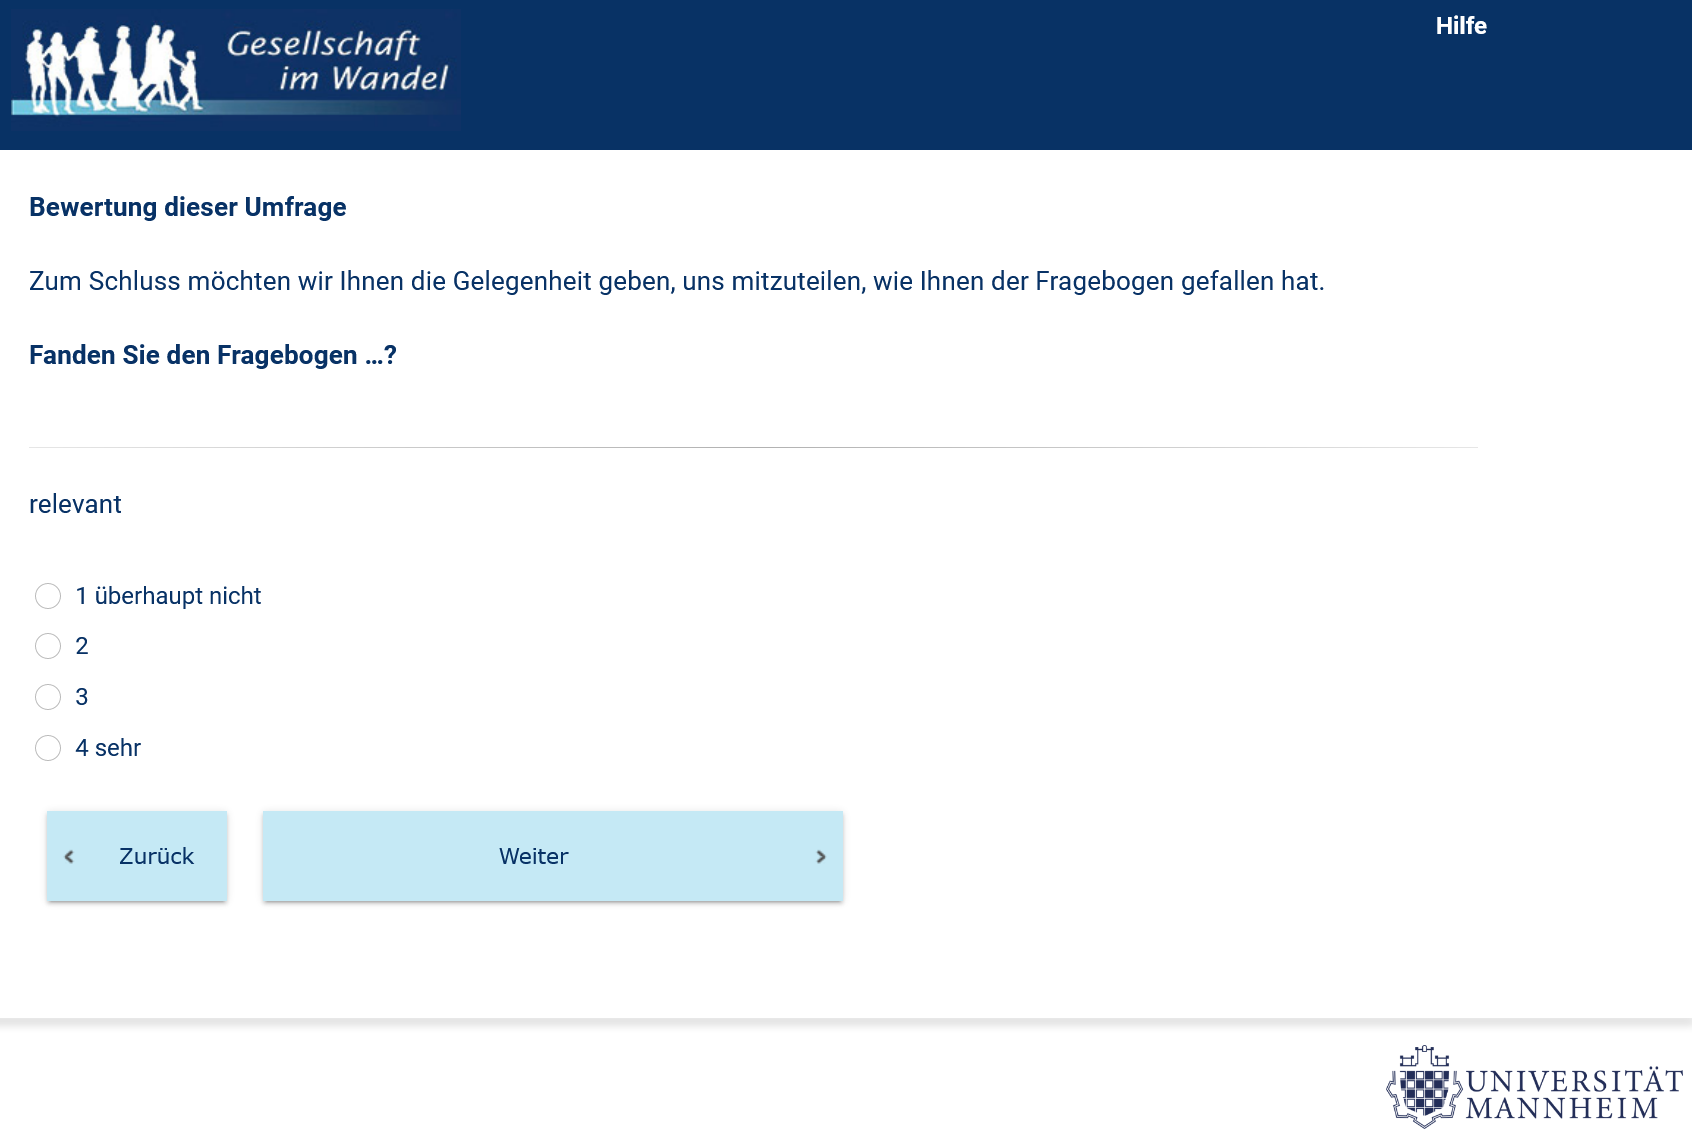 Gesellschaft
im Wandel
Hilfe
Bewertung dieser Umfrage
Zum Schluss möchten wir Ihnen die Gelegenheit geben, uns mitzuteilen, wie Ihnen der Fragebogen gefallen hat.
Fanden Sie den Fragebogen ...?
relevant
1 überhaupt nicht
2
3
4 sehr
Zurück
Weiter
UNIVERSITÄT
MANNHEIM